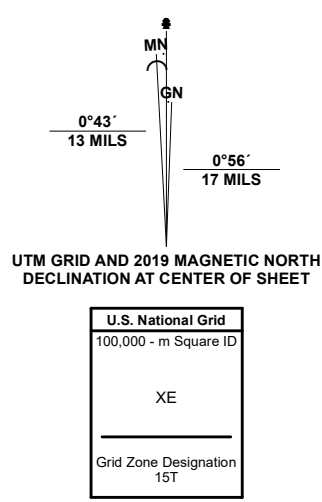 MN
GN
0°43´
13 MILS
0°56´
17 MILS
UTM GRID AND 2019 MAGNETIC NORTH
DECLINATION AT CENTER OF SHEET
U.S. National Grid
100,000 - m Square ID
XE
Grid Zone Designation
15T